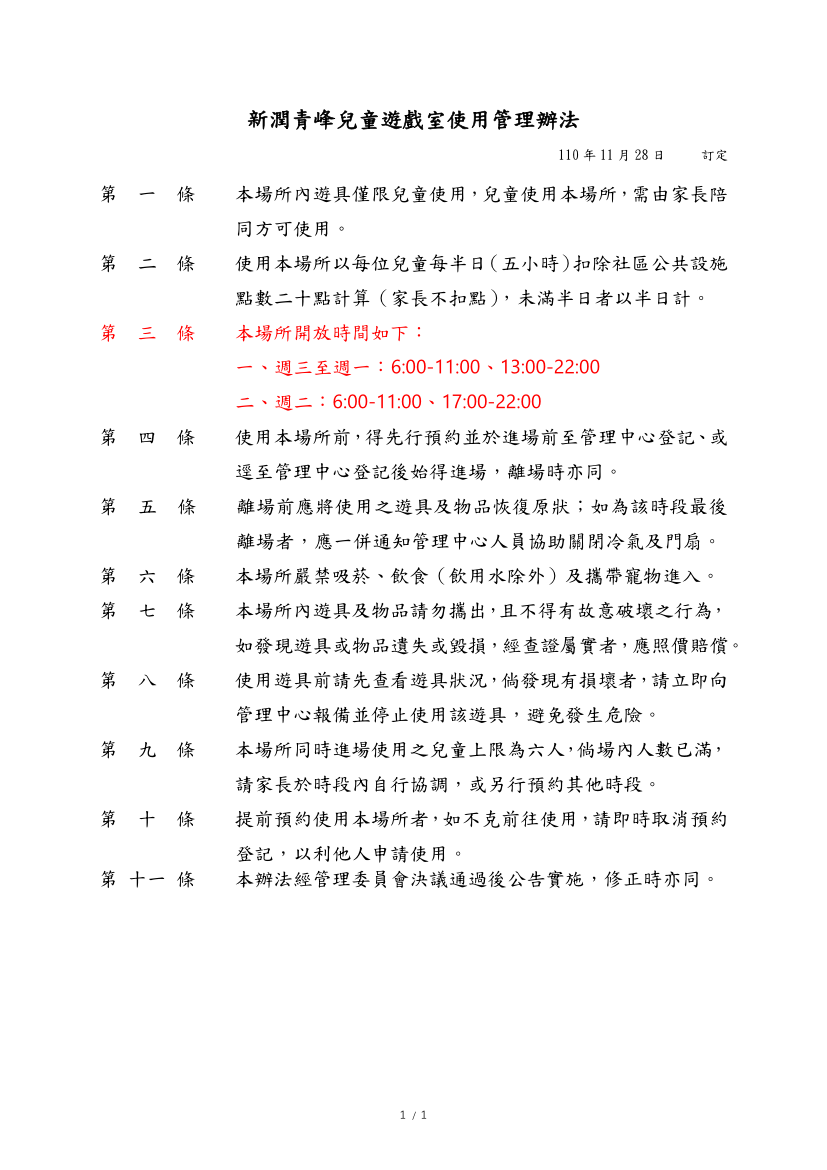 新潤青峰兒童遊戲室使用管理辦法
110 年 11 月 28 日 訂定
第 一 條 本場所內遊具僅限兒童使用，兒童使用本場所，需由家長陪
同方可使用。
第 二 條 使用本場所以每位兒童每半日（五小時）扣除社區公共設施
點數二十點計算（家長不扣點），未滿半日者以半日計。
第 三 條 本場所開放時間如下：
一、週三至週一：6:00-11:00、13:00-22:00
二、週二：6:00-11:00、17:00-22:00
第 四 條 使用本場所前，得先行預約並於進場前至管理中心登記、或
逕至管理中心登記後始得進場，離場時亦同。
第 五 條 離場前應將使用之遊具及物品恢復原狀；如為該時段最後
離場者，應一併通知管理中心人員協助關閉冷氣及門扇。
第 六 條 本場所嚴禁吸菸、飲食（飲用水除外）及攜帶寵物進入。
第 七 條 本場所內遊具及物品請勿攜出，且不得有故意破壞之行為，
如發現遊具或物品遺失或毀損，經查證屬實者，應照價賠償。
第 八 條 使用遊具前請先查看遊具狀況，倘發現有損壞者，請立即向
管理中心報備並停止使用該遊具，避免發生危險。
第 九 條 本場所同時進場使用之兒童上限為六人，倘場內人數已滿，
請家長於時段內自行協調，或另行預約其他時段。
第 十 條 提前預約使用本場所者，如不克前往使用，請即時取消預約
登記，以利他人申請使用。
第 十一 條 本辦法經管理委員會決議通過後公告實施，修正時亦同。
1 / 1